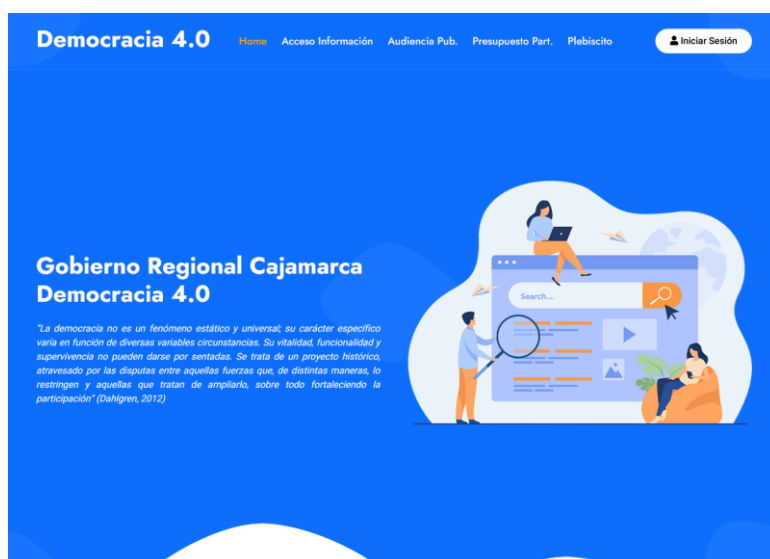 Democracia 4.0
Home Acceso Información Audiencia Pub. Presupuesto Part. Plebiscito
Iniciar Sesión
Gobierno Regional Cajamarca
Democracia 4.0
"La democracia no es un fenómeno estático y universal; su carácter específico
varía en función de diversas variables circunstancias. Su vitalidad, funcionalidad y
supervivencia no pueden darse por sentadas. Se trata de un proyecto histórico,
atravesado por las disputas entre aquellas fuerzas que, de distintas maneras, lo
restringen y aquellas que tratan de ampliarlo, sobre todo fortaleciendo la
participación" (Dahlgren, 2012)
Search....